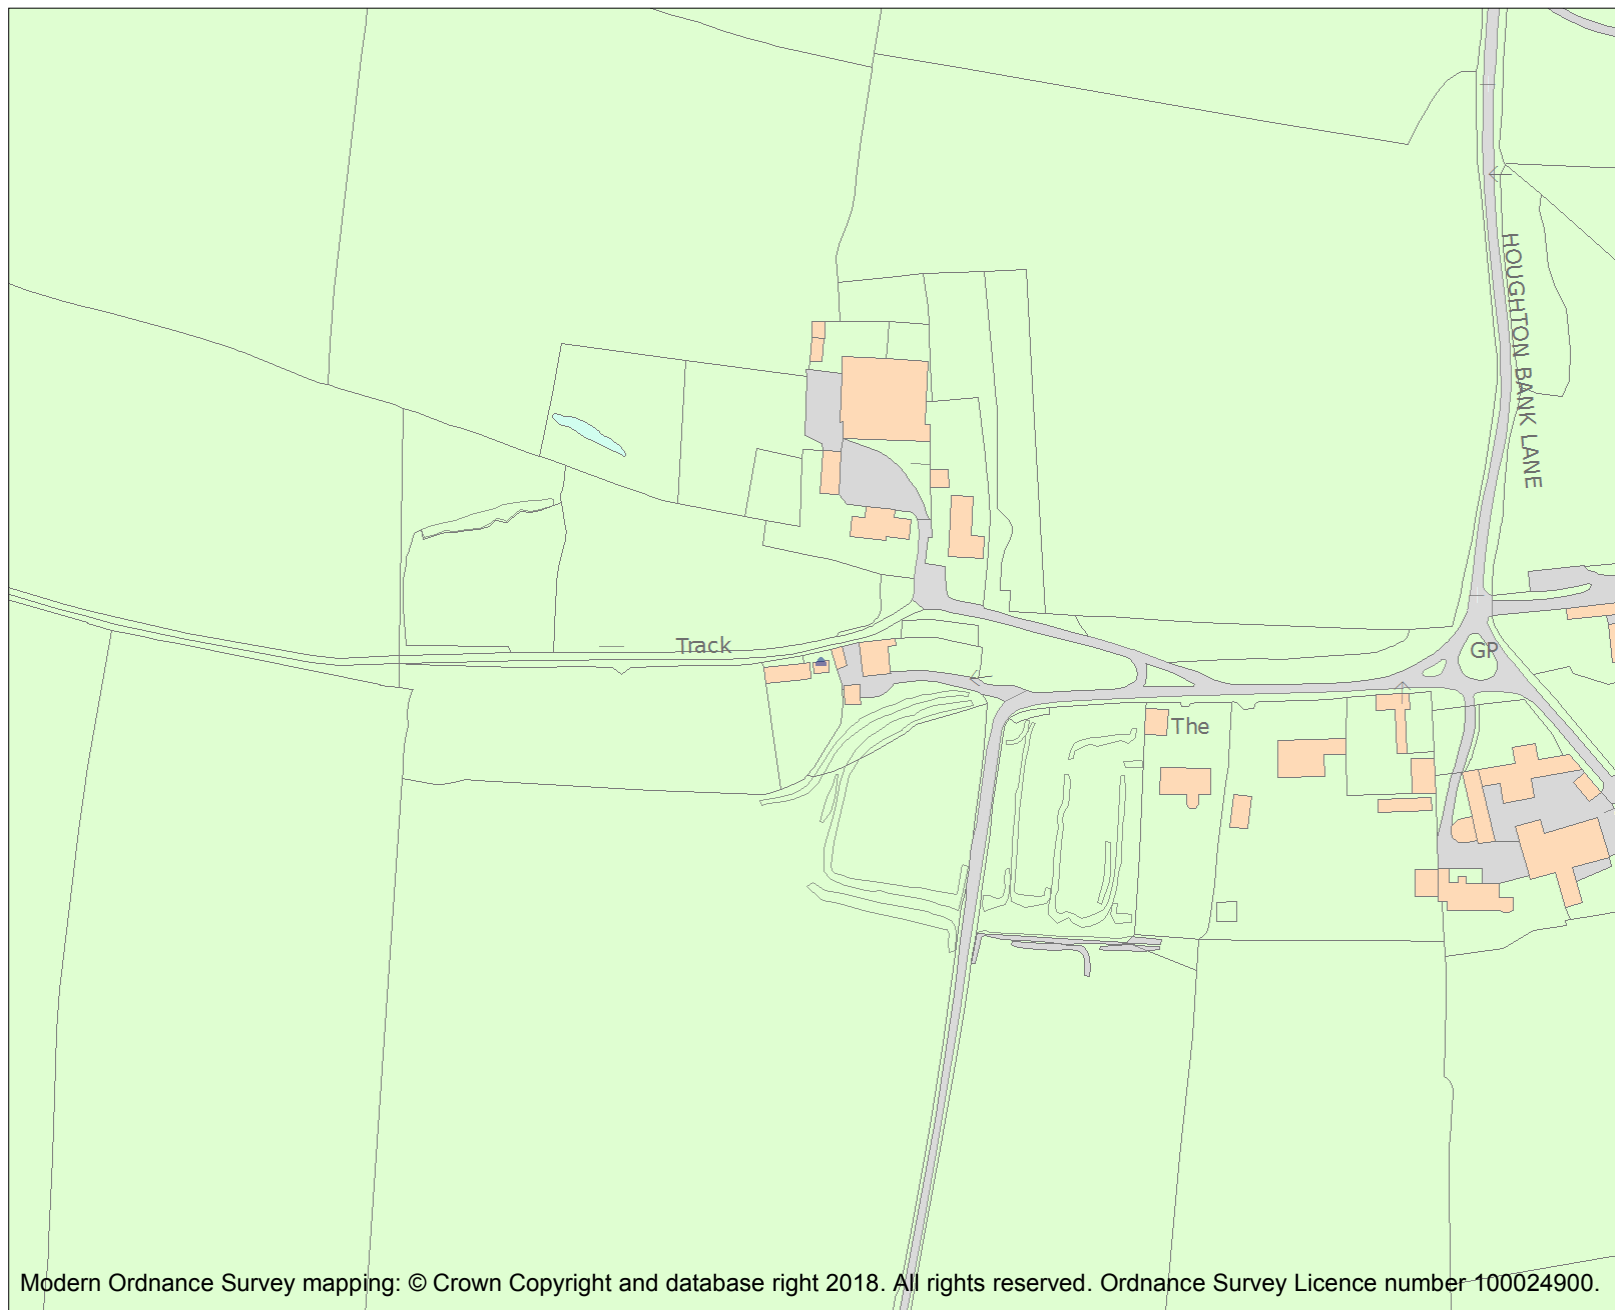 HOUGHTON BANK LANE
Track
GP
The
Modern Ordnance Survey mapping: © Crown Copyright and database right 2018. All rights reserved. Ordnance Survey Licence number 100024900.